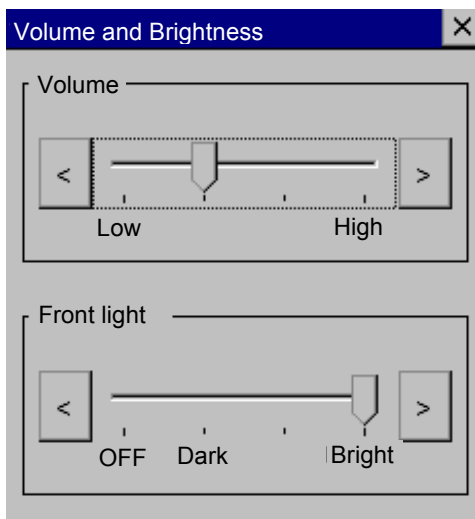 Volume and Brightness
Volume
< >
Low High
Front light
< >
OFF Dark Bright